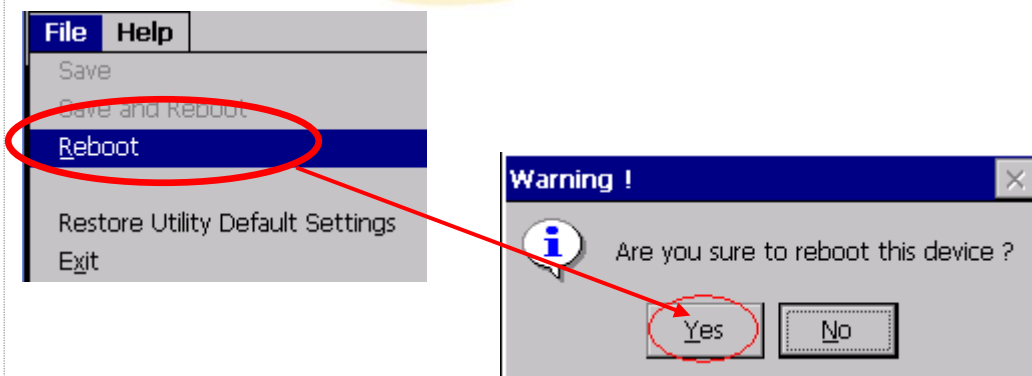 File Help
Save
Save and Reboot
Reboot
Restore Utility Default Settings
Exit
Warning !
Are you sure to reboot this device ?
Yes No